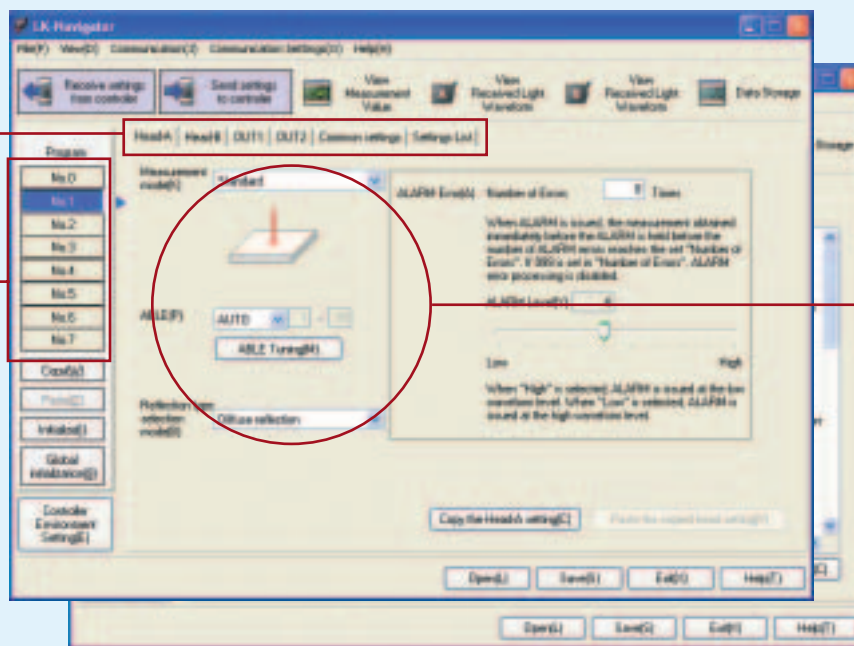 LK-Navigator
File(F) View(D) Communication(J) Communication Settings(O) Help(H)
Receive settings from controller
Send settings to controller
View Measurement Value
View Received Light Waveform
View Received Light Waveform
Data Storage
Head A Head B OUT1 OUT2 Common settings Settings List
Program
No.0
No.1
No.2
No.3
No.4
No.5
No.6
No.7
Initialize(I)
Global
Controller
Environment
Setting(E)
Measurement
Standard
AUTO
ABLE Tuning(M)
Reflection type
selection
Diffuse reflection
ALARM Error(A) Number of Errors 8 Times
When ALARM is issued, the measurement obtained
immediately before the ALARM is held before the
number of ALARM errors reaches the set "Number of
Errors". If 999 is set in "Number of Errors", ALARM
error processing is disabled.
ALARM Level
Low High
When "High" is selected, ALARM is issued at the low
waveform level. When "Low" is selected, ALARM is
issued at the high waveform level.
Copy the Head-A setting(C)
Open(L) Save(S) Exit(X) Help(T)
Storage
Open(L) Save(S) Exit(X) Help(T)